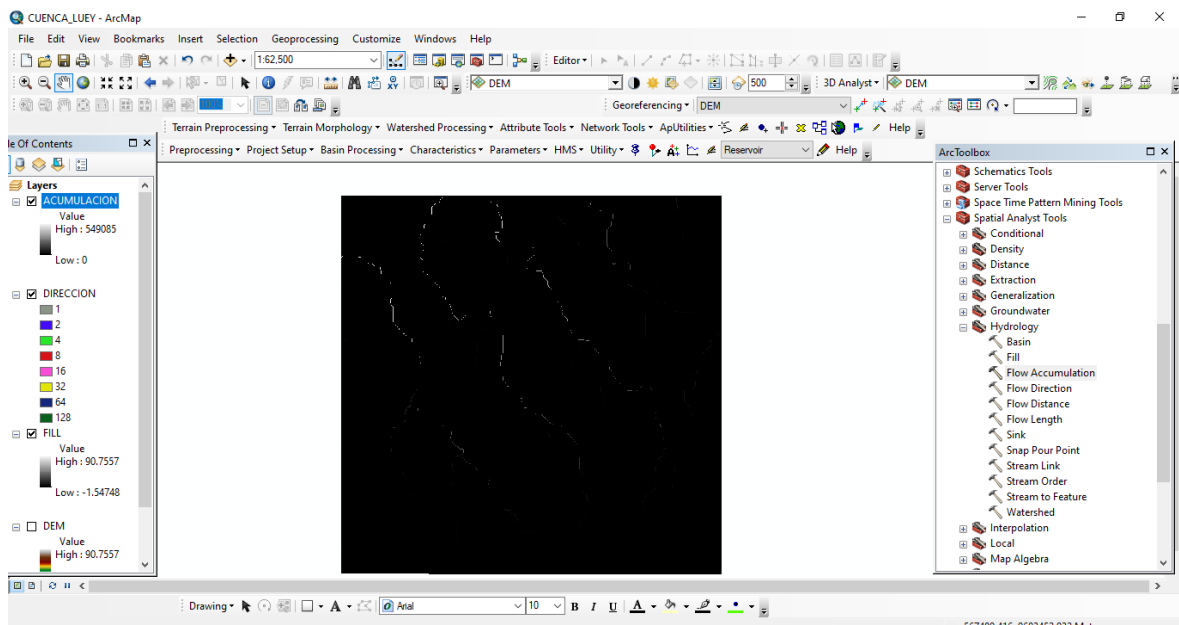 CUENCA_LUEY - ArcMap
File Edit View Bookmarks Insert Selection Geoprocessing Customize Windows Help
1:62,500 Editor
DEM 500 3D Analyst DEM
Georeferencing DEM
Terrain Preprocessing Terrain Morphology Watershed Processing Attribute Tools Network Tools ApUtilities Help
le Of Contents
Preprocessing Project Setup Basin Processing Characteristics Parameters HMS Utility Reservoir Help
ArcToolbox
Layers
ACUMULACION
Value
High : 549085
Low : 0
DIRECCION
1
2
4
8
16
32
64
128
FILL
Value
High : 90.7557
Low : -1.54748
DEM
Value
High : 90.7557
Schematics Tools
Server Tools
Space Time Pattern Mining Tools
Spatial Analyst Tools
Conditional
Density
Distance
Extraction
Generalization
Groundwater
Hydrology
Basin
Fill
Flow Accumulation
Flow Direction
Flow Distance
Flow Length
Sink
Snap Pour Point
Stream Link
Stream Order
Stream to Feature
Watershed
Interpolation
Local
Map Algebra
Drawing A Arial 10 B I U A